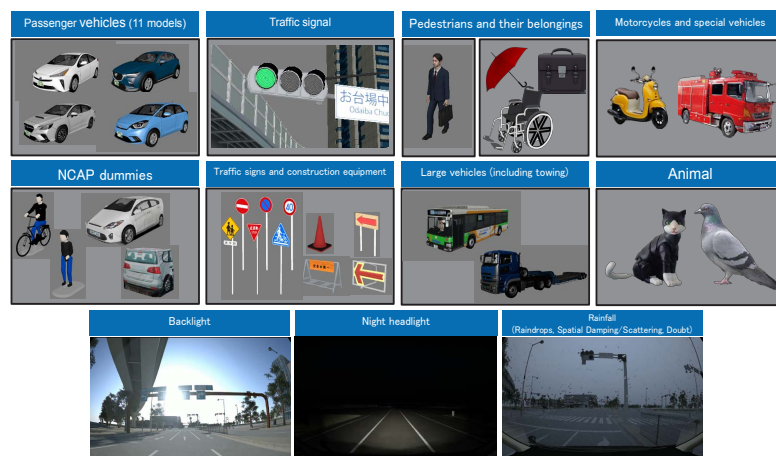 Passenger vehicles (11 models)
Traffic signal
Pedestrians and their belongings
Motorcycles and special vehicles
お台場中
Odaiba Chu
NCAP dummies
Traffic signs and construction equipment
Large vehicles (including towing)
Animal
40
Backlight
Night headlight
Rainfall
(Raindrops, Spatial Damping/Scattering, Doubt)